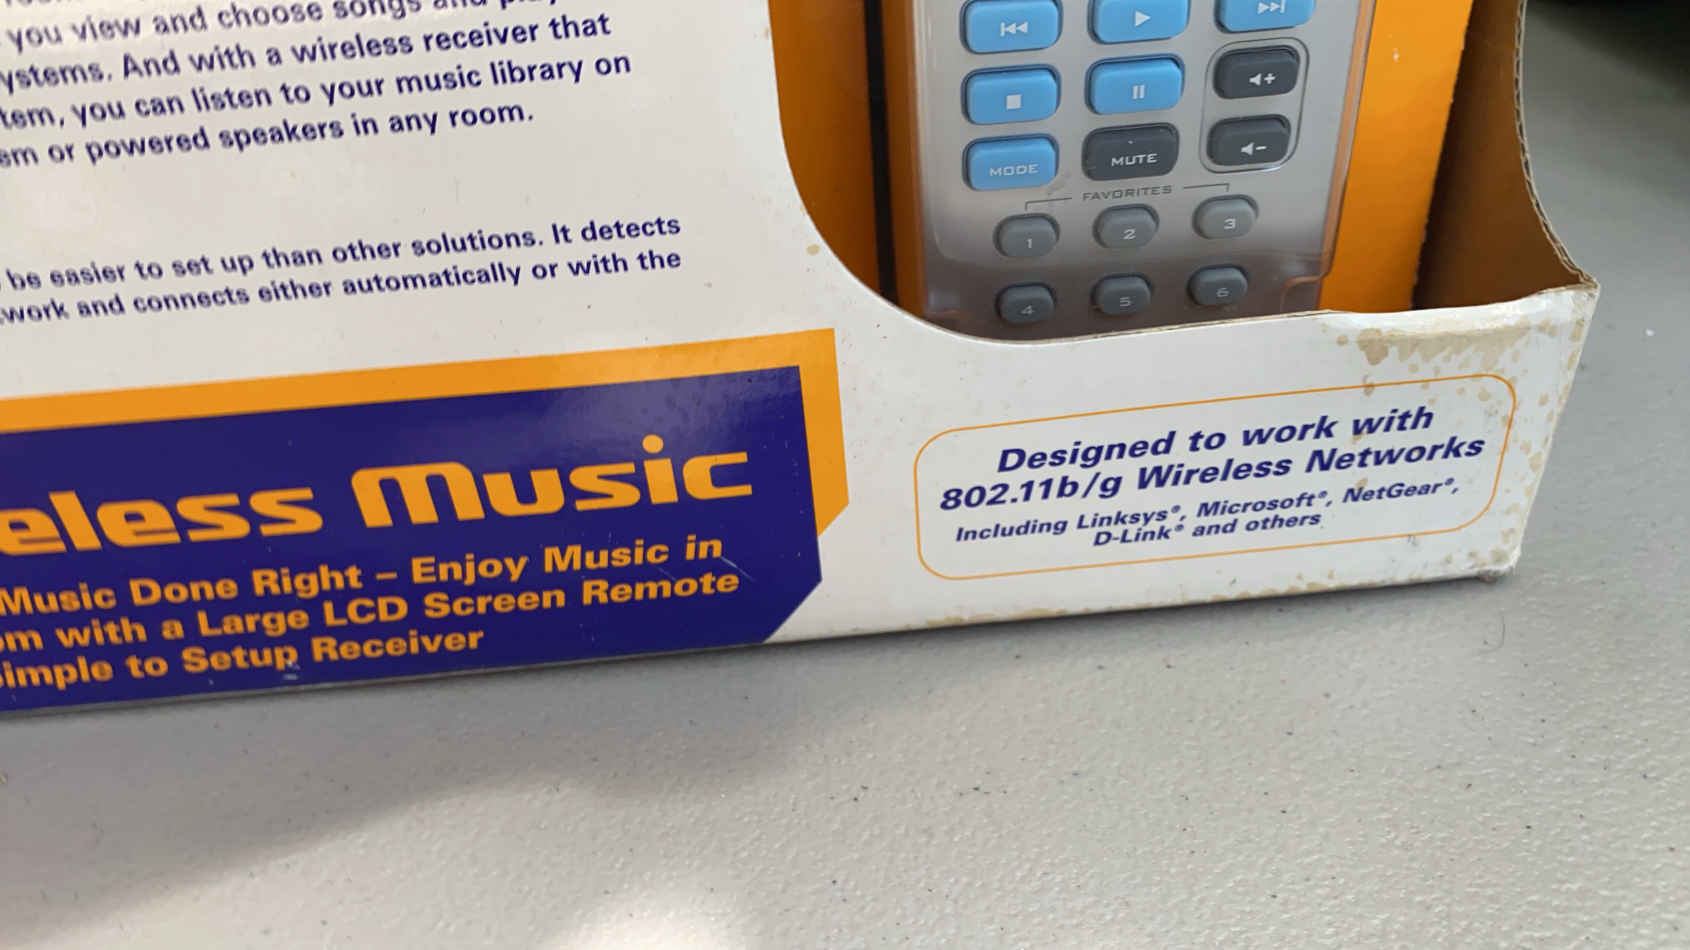 you view and choose songs
ystems. And with a wireless receiver that
tem, you can listen to your music library on
em or powered speakers in any room.
be easier to set up than other solutions. It detects
work and connects either automatically or with the
eless Music
Music Done Right – Enjoy Music in
om with a Large LCD Screen Remote
Simple to Setup Receiver
MODE
MUTE
FAVORITES
1 2 3
4 5 6
Designed to work with
802.11b/g Wireless Networks
Including Linksys®, Microsoft®, NetGear®,
D-Link® and others